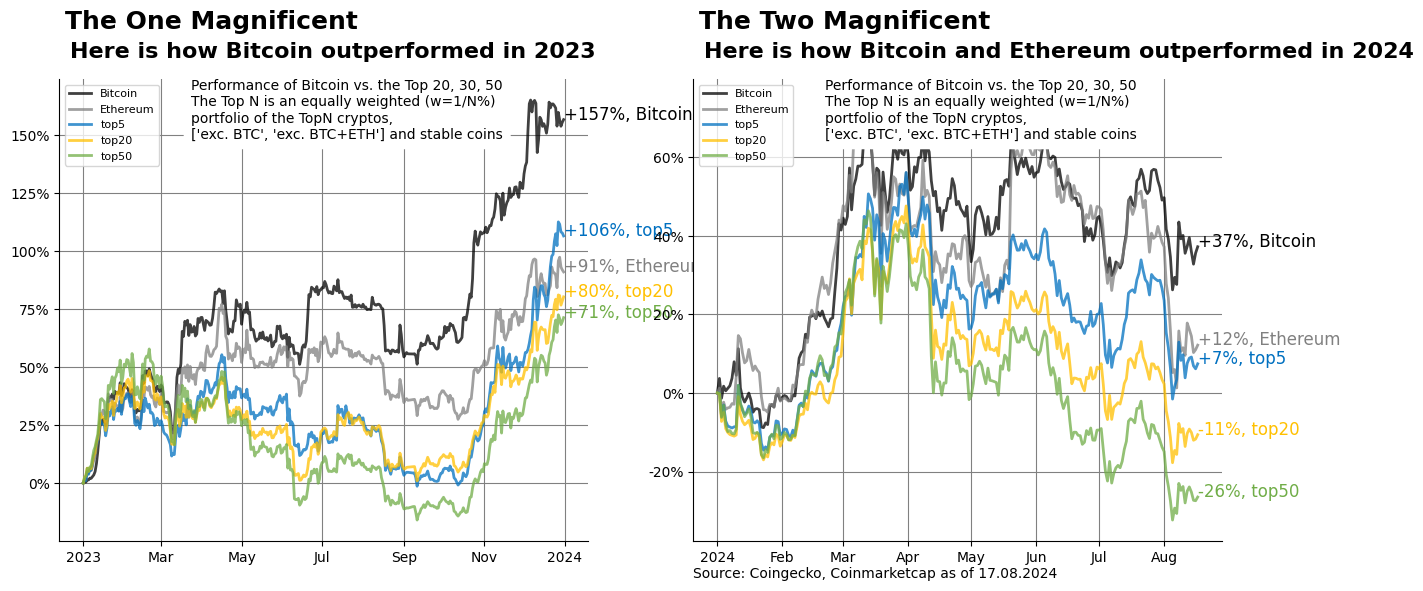 The One Magnificent
Here is how Bitcoin outperformed in 2023
Bitcoin
Ethereum
top5
top20
top50
Performance of Bitcoin vs. the Top 20, 30, 50
The Top N is an equally weighted (w=1/N%)
portfolio of the TopN cryptos,
['exc. BTC', 'exc. BTC+ETH'] and stable coins
150%
125%
100%
75%
50%
25%
0%
+157%, Bitcoin
+106%, top5
+91%, Ethereu
+80%, top20
+71%, top50
2023
Mar
May
Jul
Sep
Nov
2024
The Two Magnificent
Here is how Bitcoin and Ethereum outperformed in 2024
Bitcoin
Ethereum
top5
top20
top50
Performance of Bitcoin vs. the Top 20, 30, 50
The Top N is an equally weighted (w=1/N%)
portfolio of the TopN cryptos,
['exc. BTC', 'exc. BTC+ETH'] and stable coins
60%
40%
20%
0%
-20%
+37%, Bitcoin
+12%, Ethereum
+7%, top5
-11%, top20
-26%, top50
2024
Feb
Mar
Apr
May
Jun
Jul
Aug
Source: Coingecko, Coinmarketcap as of 17.08.2024